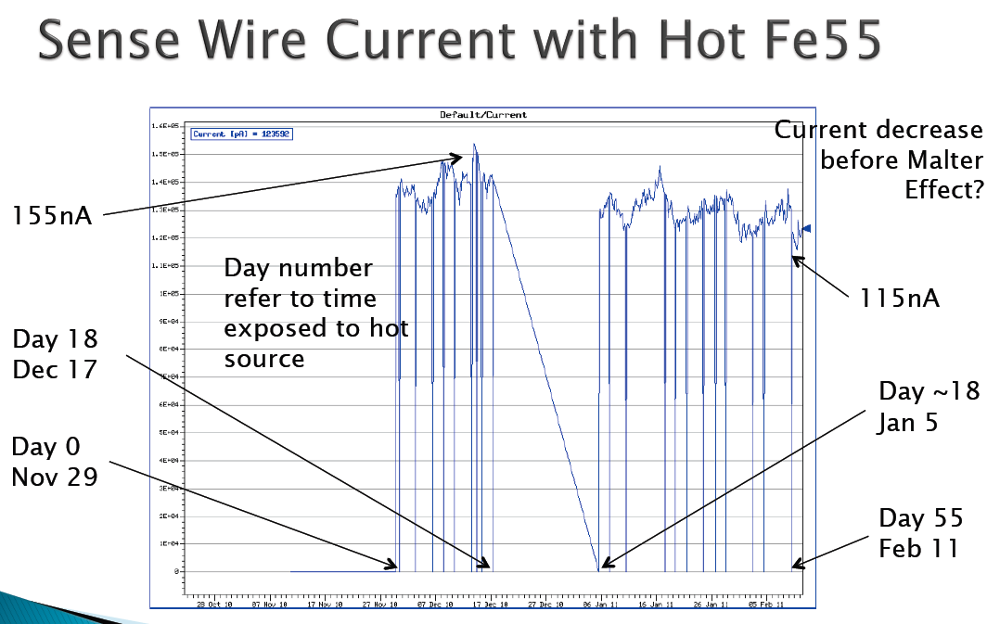 Sense Wire Current with Hot Fe55
Default/Current
Current [pA] = 123592
Current decrease
before Malter
Effect?
155nA
115nA
Day number
refer to time
exposed to hot
source
Day 18
Dec 17
Day 0
Nov 29
Day ~18
Jan 5
Day 55
Feb 11
1.6E+05
1.5E+05
1.4E+05
1.3E+05
1.2E+05
1.1E+05
1E+05
9E+04
8E+04
7E+04
6E+04
5E+04
4E+04
3E+04
2E+04
1E+04
0
28 Oct 10 07 Nov 10 17 Nov 10 27 Nov 10 07 Dec 10 17 Dec 10 27 Dec 10 06 Jan 11 16 Jan 11 26 Jan 11 05 Feb 11